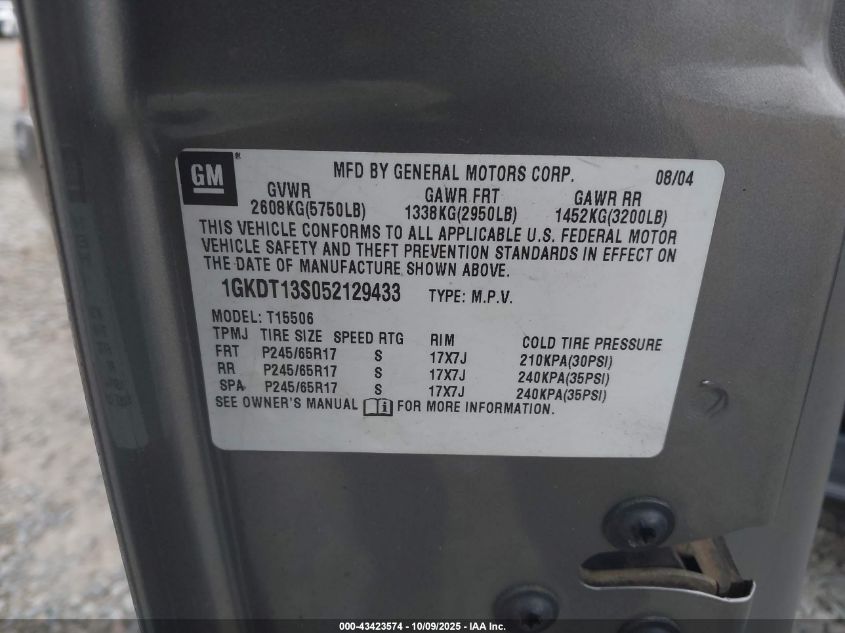 GM
MFD BY GENERAL MOTORS CORP. 08/04
GVWR GAWR FRT GAWR RR
2608KG(5750LB) 1338KG(2950LB) 1452KG(3200LB)
THIS VEHICLE CONFORMS TO ALL APPLICABLE U.S. FEDERAL MOTOR
VEHICLE SAFETY AND THEFT PREVENTION STANDARDS IN EFFECT ON
THE DATE OF MANUFACTURE SHOWN ABOVE.
1GKDT13S052129433 TYPE: M.P.V.
MODEL: T15506
TPMJ TIRE SIZE SPEED RTG RIM COLD TIRE PRESSURE
FRT P245/65R17 S 17X7J 210KPA(30PSI)
RR P245/65R17 S 17X7J 240KPA(35PSI)
SPA P245/65R17 S 17X7J 240KPA(35PSI)
SEE OWNER'S MANUAL i FOR MORE INFORMATION.
000-43423574 - 10/09/2025 - IAA Inc.